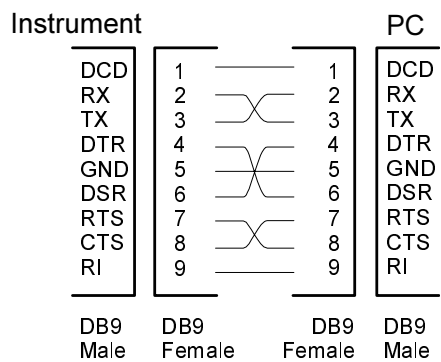 Instrument PC
DCD 1 1 DCD
RX 2 2 RX
TX 3 3 TX
DTR 4 4 DTR
GND 5 5 GND
DSR 6 6 DSR
RTS 7 7 RTS
CTS 8 8 CTS
RI 9 9 RI
DB9 DB9 DB9 DB9
Male Female Female Male